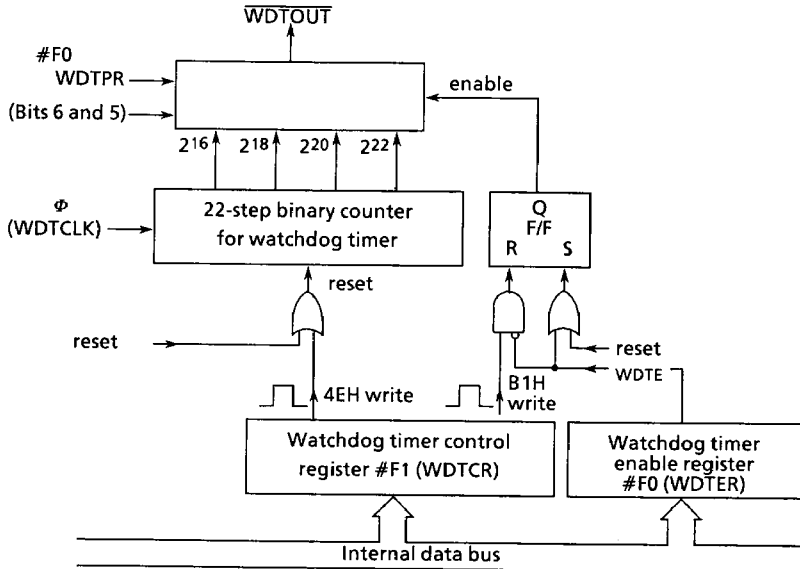 WDTOUT
#F0
WDTPR
(Bits 6 and 5)
enable
2^16
2^18
2^20
2^22
Φ
(WDTCLK)
22-step binary counter
for watchdog timer
Q
F/F
R S
reset
reset
reset
WDTE
4EH write
B1H
write
Watchdog timer control
register #F1 (WDTCR)
Watchdog timer
enable register
#F0 (WDTER)
Internal data bus